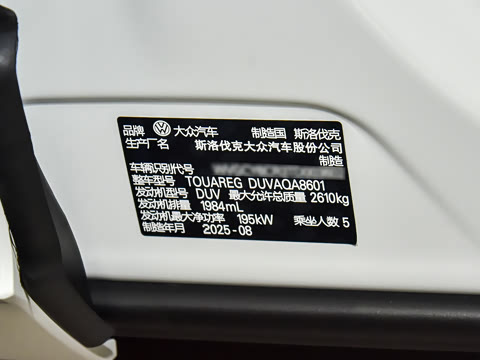 品牌 大众汽车 制造国 斯洛伐克
生产厂名 斯洛伐克大众汽车股份公司
制造
车辆识别代号
整车型号 TOUAREG DUVAQA8601
发动机型号 DUV 最大允许总质量 2610kg
发动机排量 1984mL
发动机最大净功率 195kW 乘坐人数 5
制造年月 2025-08